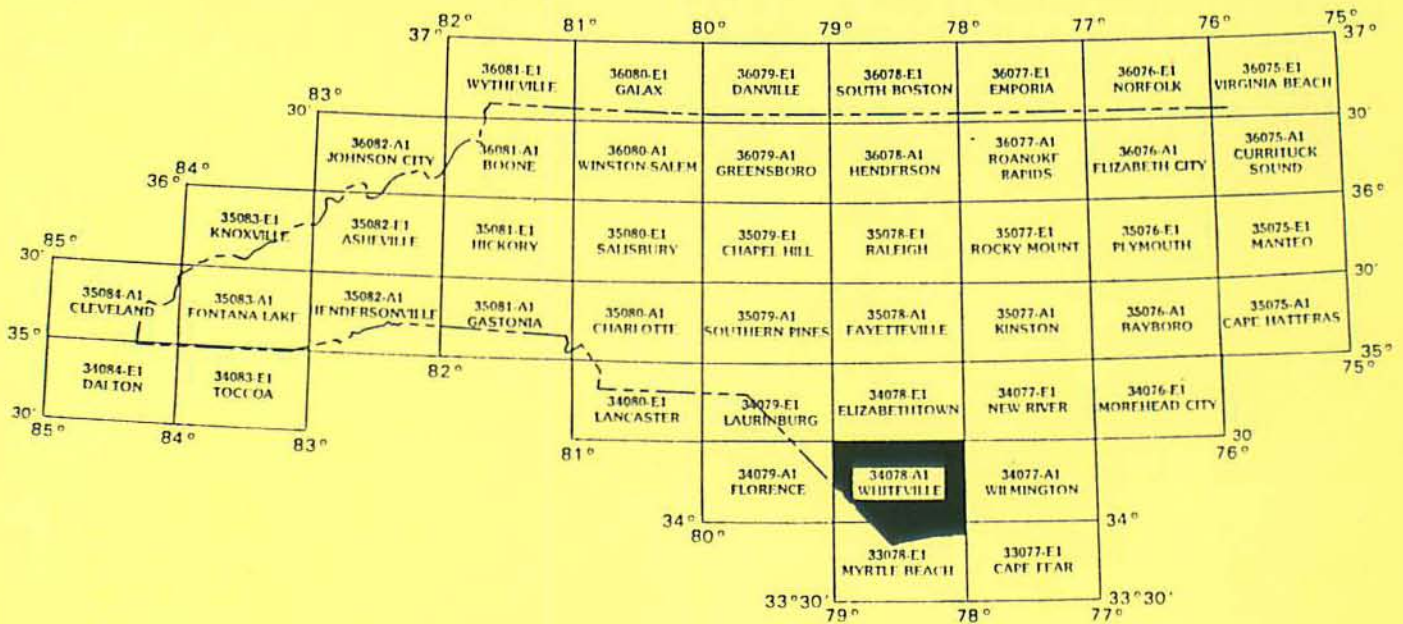 82° 81° 80° 79° 78° 77° 76° 75°
37° 37°
36081-E1 36080-E1 36079-E1 36078-E1 36077-E1 36076-E1 36075-E1
WYTHEVILLE GALAX DANVILLE SOUTH BOSTON EMPORIA NORFOLK VIRGINIA BEACH
83°
30' 30'
36082-A1 36081-A1 36080-A1 36079-A1 36078-A1 36077-A1 36076-A1 36075-A1
JOHNSON CITY BOONE WINSTON-SALEM GREENSBORO HENDERSON ROANOKE RAPIDS ELIZABETH CITY CURRITUCK SOUND
84°
36° 36°
35083-E1 35082-E1 35081-E1 35080-E1 35079-E1 35078-E1 35077-E1 35076-E1 35075-E1
KNOXVILLE ASHEVILLE HICKORY SALISBURY CHAPEL HILL RALEIGH ROCKY MOUNT PLYMOUTH MANTEO
85°
30' 30'
35084-A1 35083-A1 35082-A1 35081-A1 35080-A1 35079-A1 35078-A1 35077-A1 35076-A1 35075-A1
CLEVELAND FONTANA LAKE HENDERSONVILLE GASTONIA CHARLOTTE SOUTHERN PINES FAYETTEVILLE KINSTON BAYBORO CAPE HATTERAS
35° 35°
82° 75°
34084-E1 34083-E1 34080-E1 34079-E1 34078-E1 34077-E1 34076-E1
DALTON TOCCOA LANCASTER LAURINBURG ELIZABETHTOWN NEW RIVER MOREHEAD CITY
30' 30
85° 84° 83° 81° 76°
34079-A1 34078-A1 34077-A1
FLORENCE WHITEVILLE WILMINGTON
34° 34°
80°
33078-E1 33077-E1
MYRTLE BEACH CAPE FEAR
33°30' 33°30'
79° 78° 77°